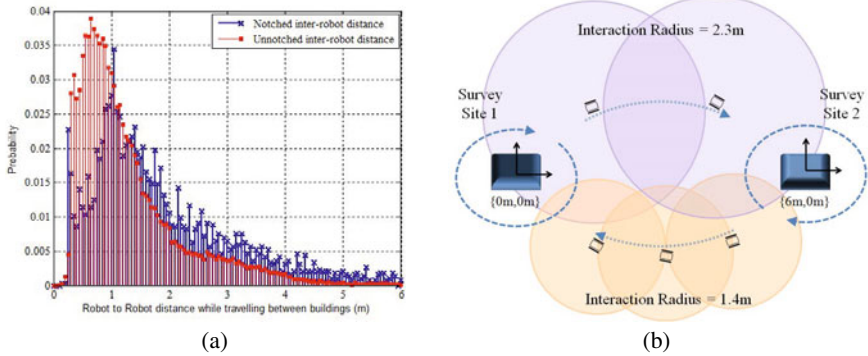 0.04
0.035
0.03
0.025
0.02
0.015
0.01
0.005
0
Probability
0 1 2 3 4 5 6
Robot to Robot distance while travelling between buildings (m)
Notched inter-robot distance
Unnotched inter-robot distance
(a)
Interaction Radius = 2.3m
Survey
Site 1
Survey
Site 2
{0m,0m}
{6m,0m}
Interaction Radius = 1.4m
(b)